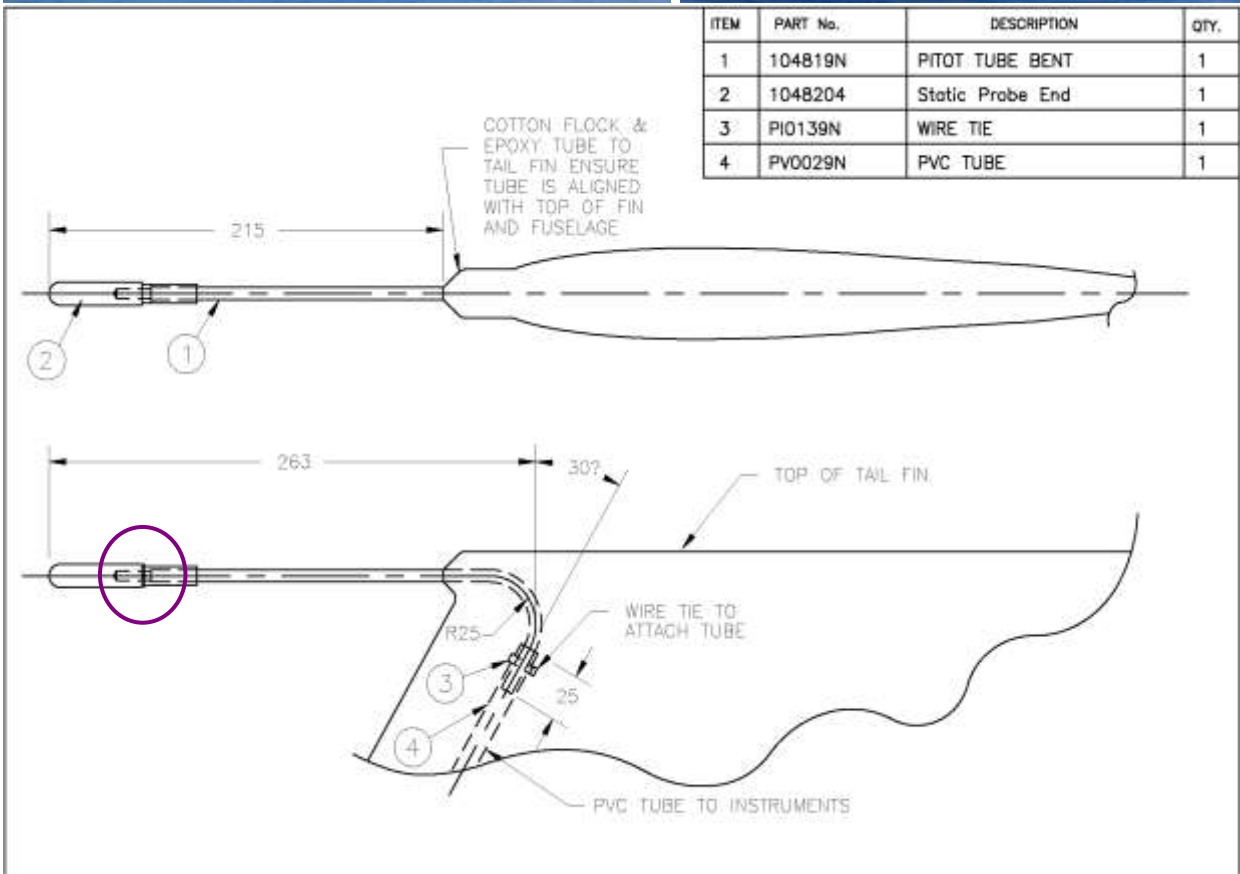 ITEM PART No. DESCRIPTION QTY.
1 104819N PITOT TUBE BENT 1
2 1048204 Static Probe End 1
3 PI0139N WIRE TIE 1
4 PV0029N PVC TUBE 1
COTTON FLOCK &
EPOXY TUBE TO
TAIL FIN ENSURE
TUBE IS ALIGNED
WITH TOP OF FIN
AND FUSELAGE
215
2
1
263
30?
TOP OF TAIL FIN
WIRE TIE TO
ATTACH TUBE
R25
3
25
4
PVC TUBE TO INSTRUMENTS